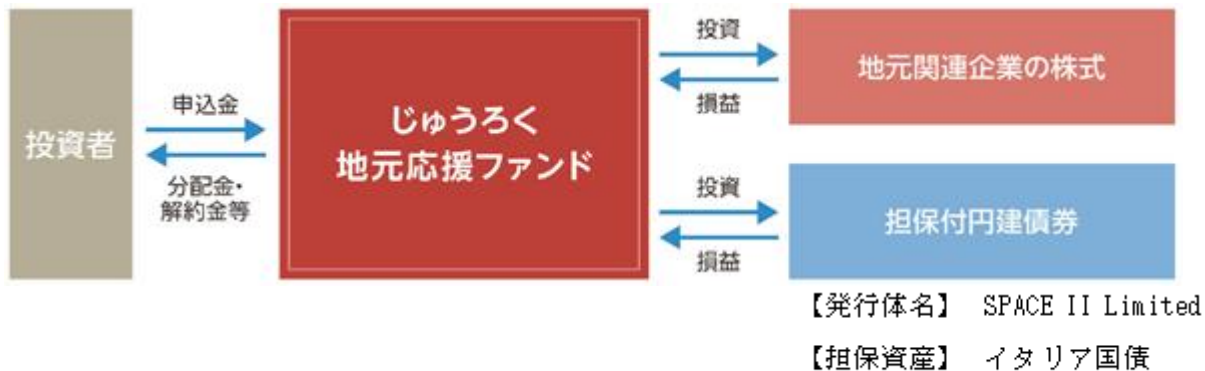 投資者
申込金
分配金・
解約金等
じゅうろく
地元応援ファンド
投資
損益
地元関連企業の株式
投資
損益
担保付円建債券
【発行体名】 SPACE II Limited
【担保資産】 イタリア国債